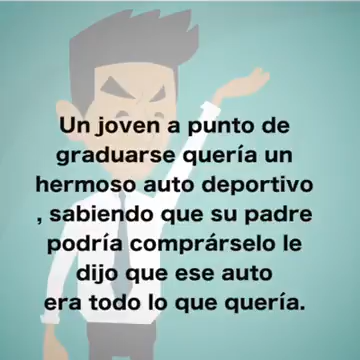 Un joven a punto de
graduarse quería un
hermoso auto deportivo
, sabiendo que su padre
podría comprárselo le
dijo que ese auto
era todo lo que quería.